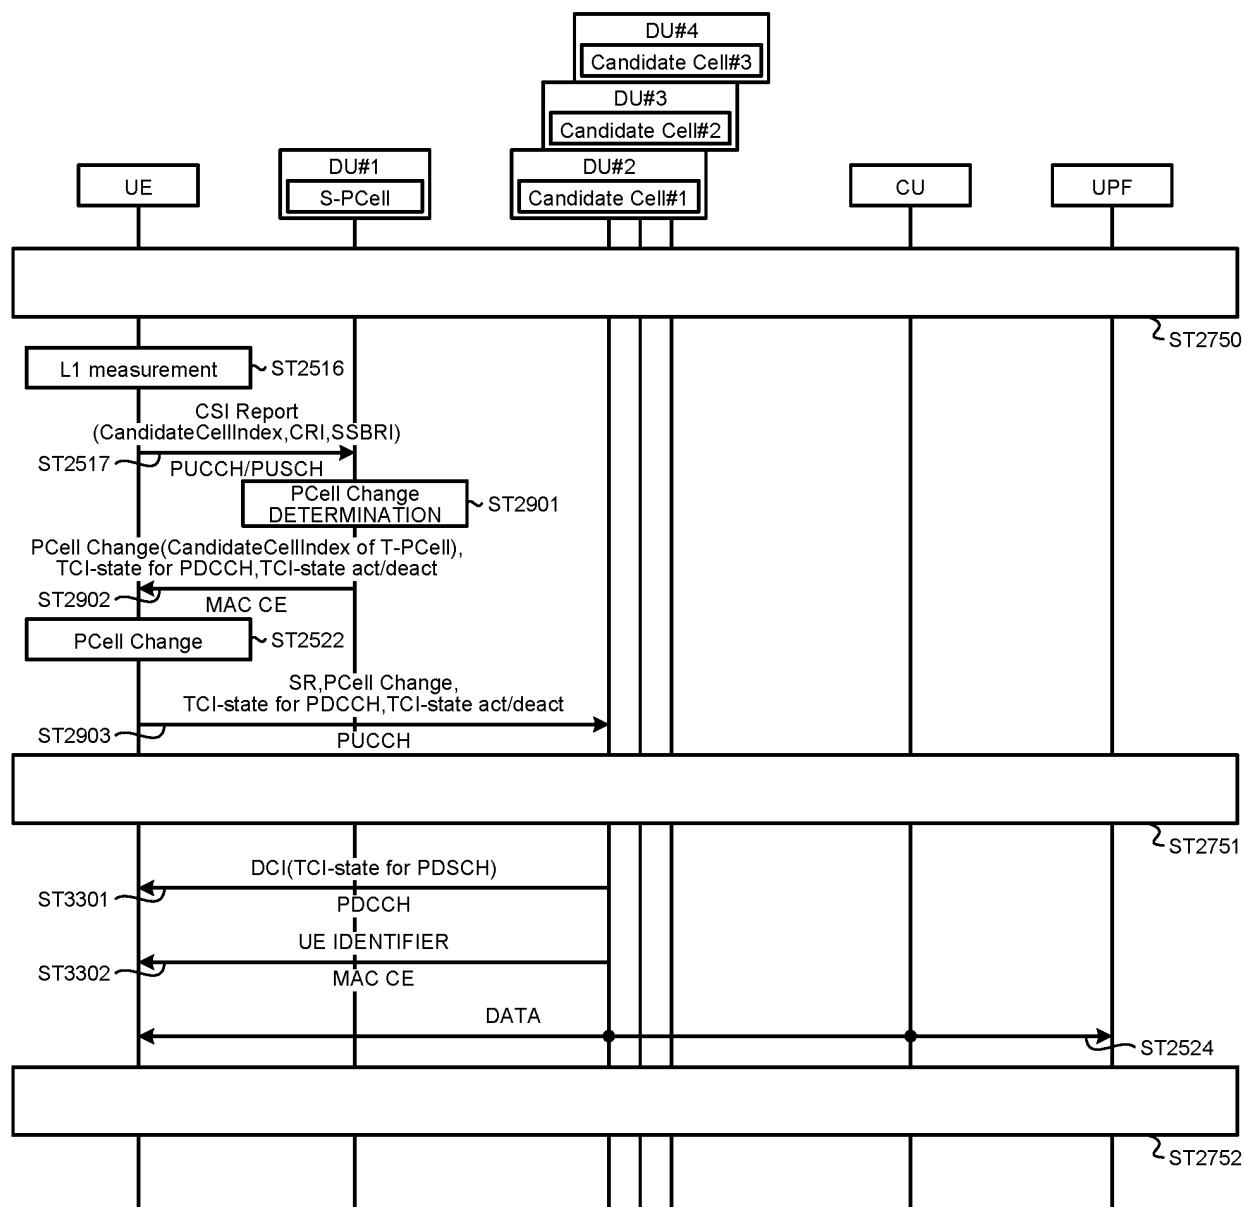 DU#4
Candidate Cell#3
DU#3
Candidate Cell#2
UE
DU#1
S-PCell
DU#2
Candidate Cell#1
CU
UPF
ST2750
L1 measurement
ST2516
CSI Report
(CandidateCellIndex,CRI,SSBRI)
ST2517
PUCCH/PUSCH
PCell Change
DETERMINATION
ST2901
PCell Change(CandidateCellIndex of T-PCell),
TCI-state for PDCCH,TCI-state act/deact
ST2902
MAC CE
PCell Change
ST2522
SR,PCell Change,
TCI-state for PDCCH,TCI-state act/deact
ST2903
PUCCH
ST2751
DCI(TCI-state for PDSCH)
ST3301
PDCCH
UE IDENTIFIER
ST3302
MAC CE
DATA
ST2524
ST2752